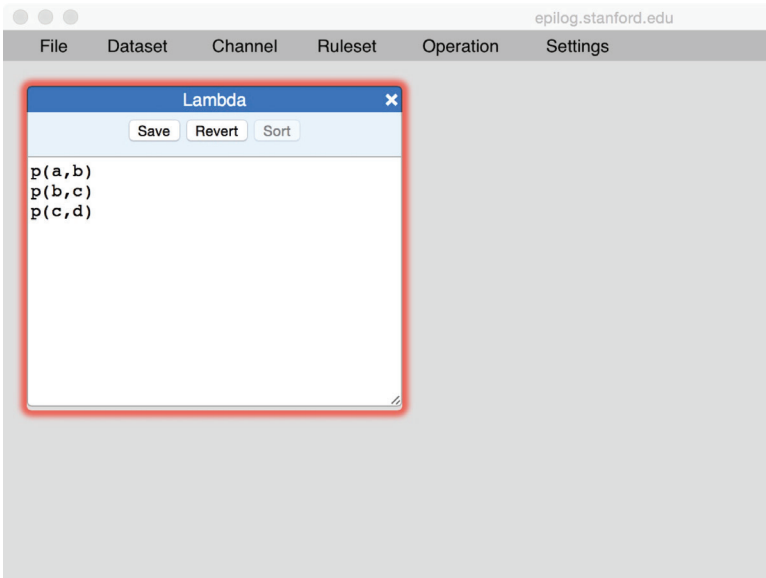 epilog.stanford.edu
File Dataset Channel Ruleset Operation Settings
Lambda
Save Revert Sort
p(a,b)
p(b,c)
p(c,d)